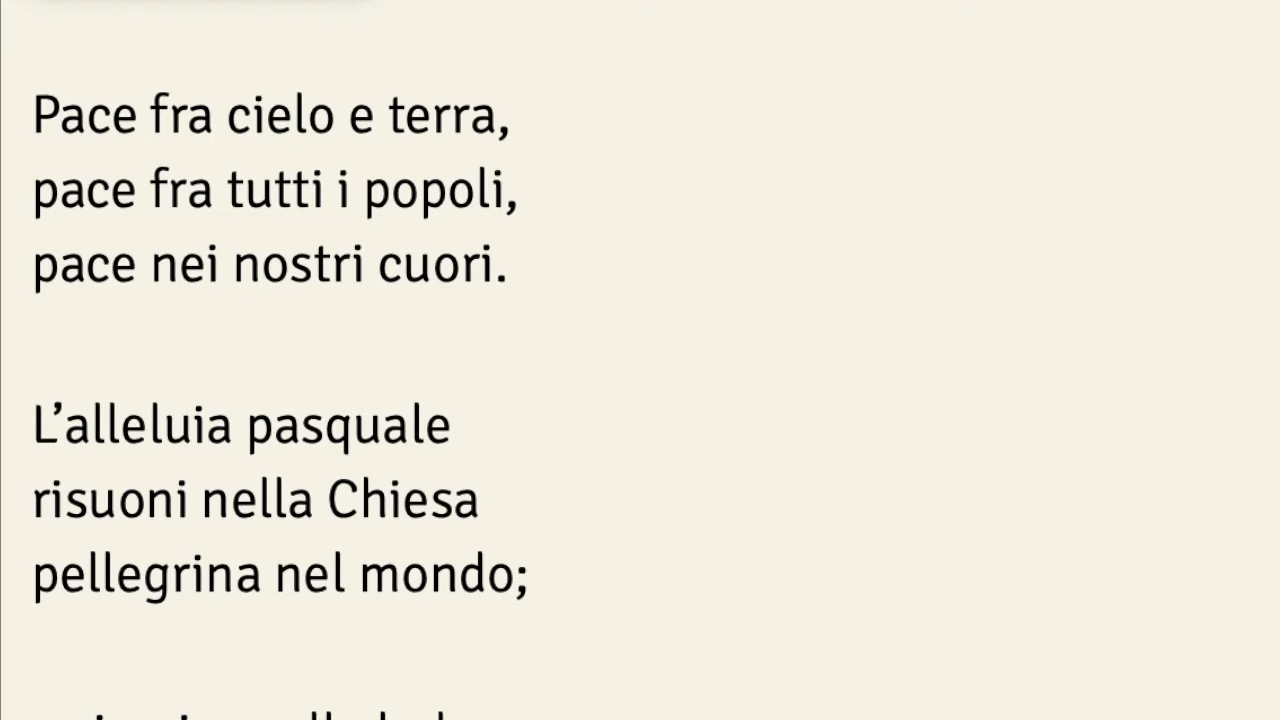 Pace fra cielo e terra,
pace fra tutti i popoli,
pace nei nostri cuori.
L’alleluia pasquale
risuoni nella Chiesa
pellegrina nel mondo;